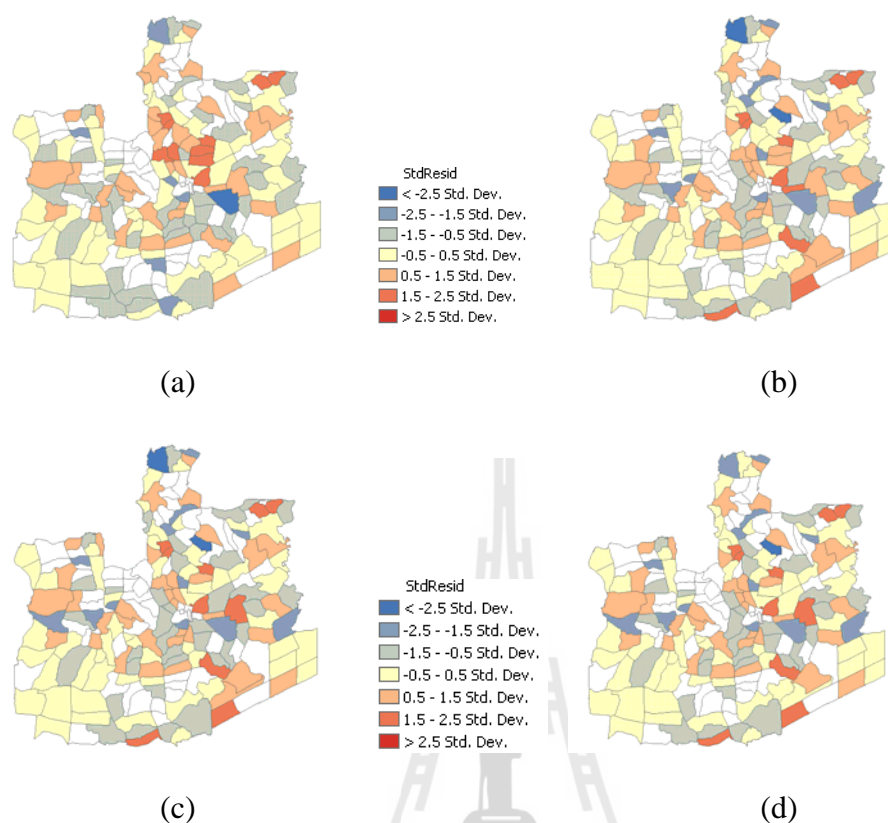 StdResid
< -2.5 Std. Dev.
-2.5 - -1.5 Std. Dev.
-1.5 - -0.5 Std. Dev.
-0.5 - 0.5 Std. Dev.
0.5 - 1.5 Std. Dev.
1.5 - 2.5 Std. Dev.
> 2.5 Std. Dev.
(a)
(b)
StdResid
< -2.5 Std. Dev.
-2.5 - -1.5 Std. Dev.
-1.5 - -0.5 Std. Dev.
-0.5 - 0.5 Std. Dev.
0.5 - 1.5 Std. Dev.
1.5 - 2.5 Std. Dev.
> 2.5 Std. Dev.
(c)
(d)